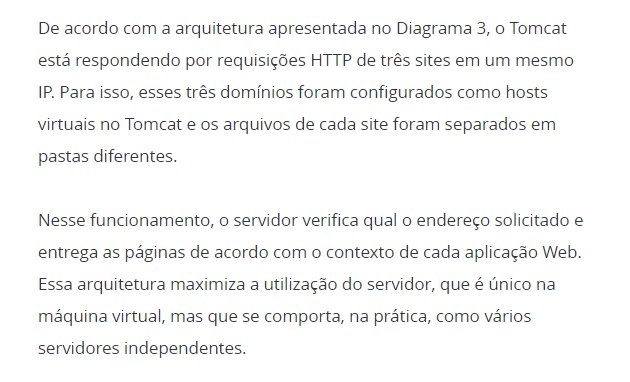 De acordo com a arquitetura apresentada no Diagrama 3, o Tomcat
está respondendo por requisições HTTP de três sites em um mesmo
IP. Para isso, esses três domínios foram configurados como hosts
virtuais no Tomcat e os arquivos de cada site foram separados em
pastas diferentes.
Nesse funcionamento, o servidor verifica qual o endereço solicitado e
entrega as páginas de acordo com o contexto de cada aplicação Web.
Essa arquitetura maximiza a utilização do servidor, que é único na
máquina virtual, mas que se comporta, na prática, como vários
servidores independentes.